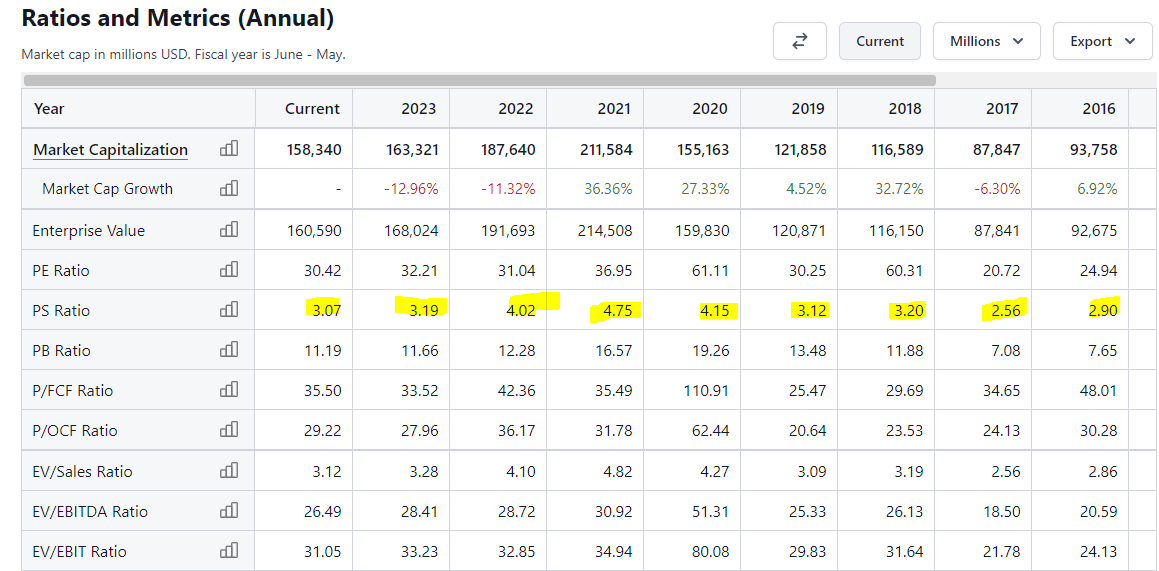 Ratios and Metrics (Annual)
Market cap in millions USD. Fiscal year is June - May.
Current Millions Export
Year Current 2023 2022 2021 2020 2019 2018 2017 2016
Market Capitalization 158,340 163,321 187,640 211,584 155,163 121,858 116,589 87,847 93,758
Market Cap Growth - -12.96% -11.32% 36.36% 27.33% 4.52% 32.72% -6.30% 6.92%
Enterprise Value 160,590 168,024 191,693 214,508 159,830 120,871 116,150 87,841 92,675
PE Ratio 30.42 32.21 31.04 36.95 61.11 30.25 60.31 20.72 24.94
PS Ratio 3.07 3.19 4.02 4.75 4.15 3.12 3.20 2.56 2.90
PB Ratio 11.19 11.66 12.28 16.57 19.26 13.48 11.88 7.08 7.65
P/FCF Ratio 35.50 33.52 42.36 35.49 110.91 25.47 29.69 34.65 48.01
P/OCF Ratio 29.22 27.96 36.17 31.78 62.44 20.64 23.53 24.13 30.28
EV/Sales Ratio 3.12 3.28 4.10 4.82 4.27 3.09 3.19 2.56 2.86
EV/EBITDA Ratio 26.49 28.41 28.72 30.92 51.31 25.33 26.13 18.50 20.59
EV/EBIT Ratio 31.05 33.23 32.85 34.94 80.08 29.83 31.64 21.78 24.13